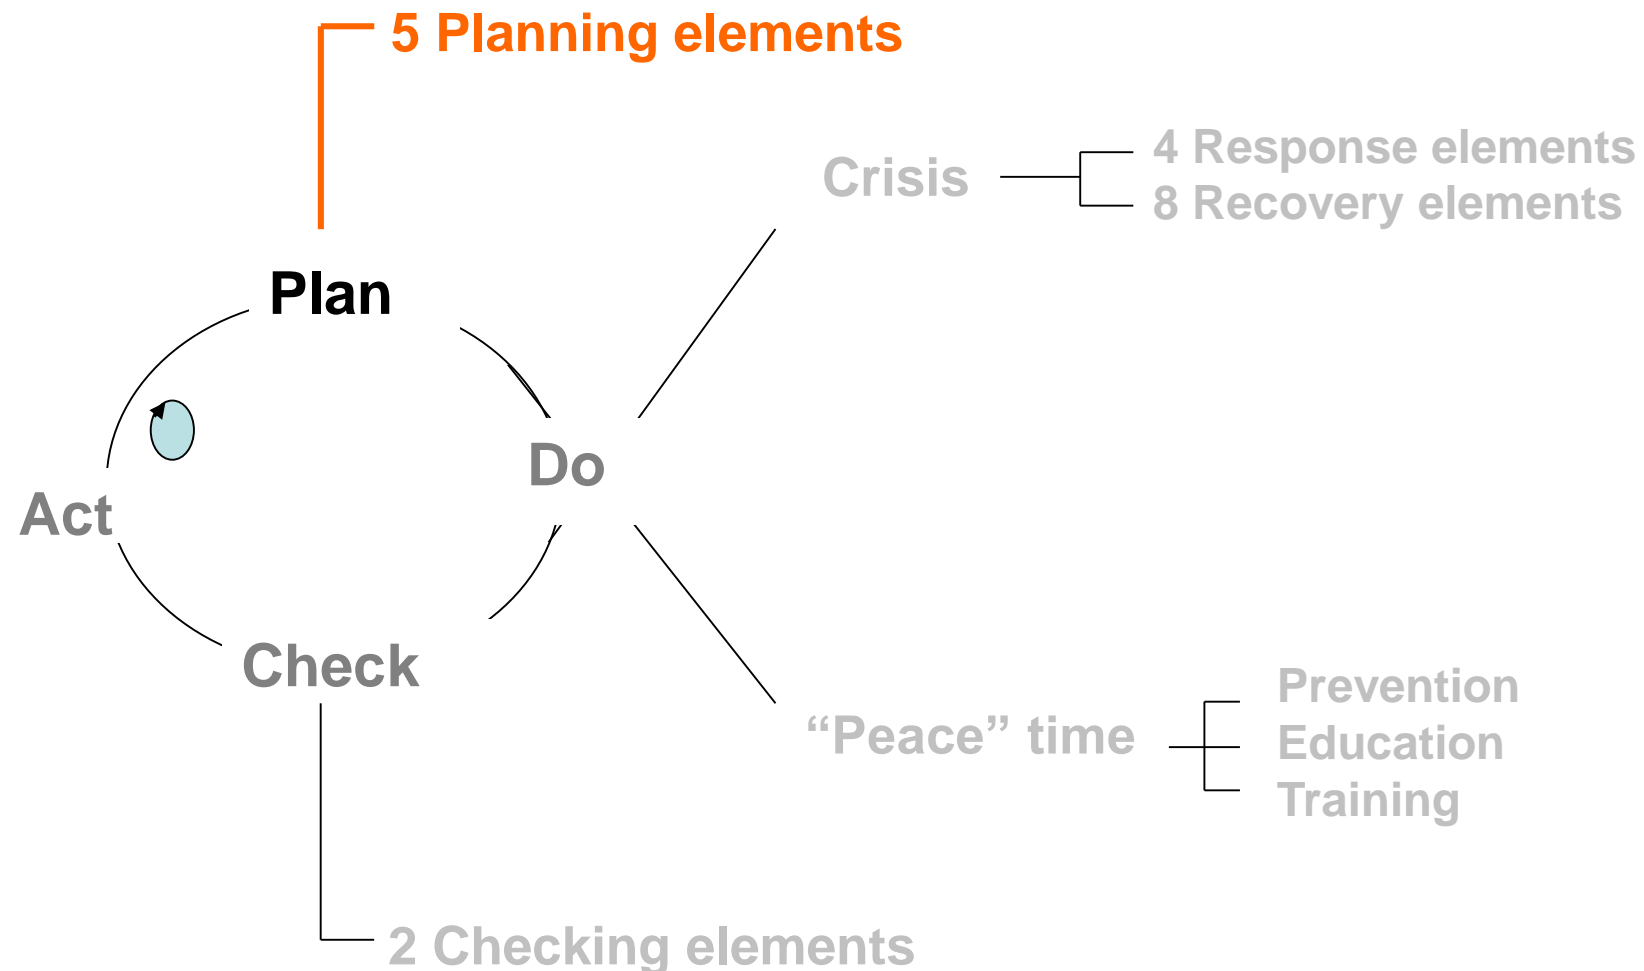 5 Planning elements
Crisis
4 Response elements
8 Recovery elements
Plan
Do
Act
Check
“Peace” time
Prevention
Education
Training
2 Checking elements